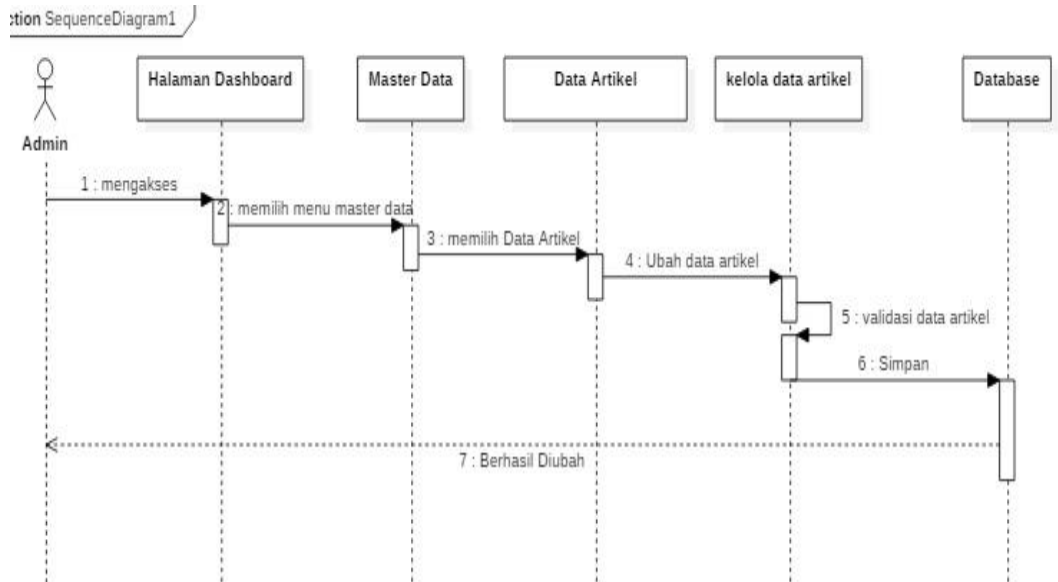 ction SequenceDiagram1
Halaman Dashboard
Master Data
Data Artikel
kelola data artikel
Database
Admin
1 : mengakses
2 : memilih menu master data
3 : memilih Data Artikel
4 : Ubah data artikel
5 : validasi data artikel
6 : Simpan
7 : Berhasil Diubah